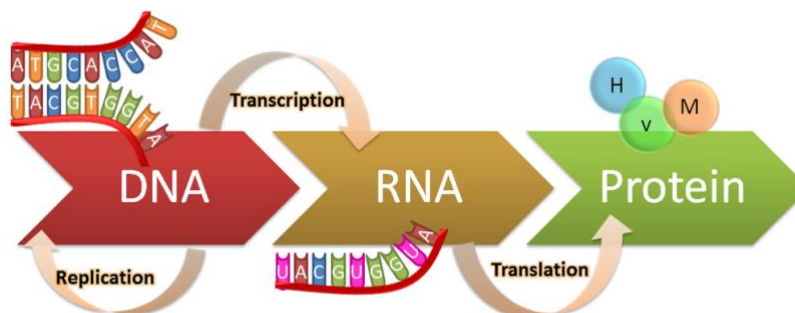 ATGCACCAT
TACGTGGTA
Transcription
H
V
M
DNA
RNA
Protein
Replication
UACGUGGUA
Translation